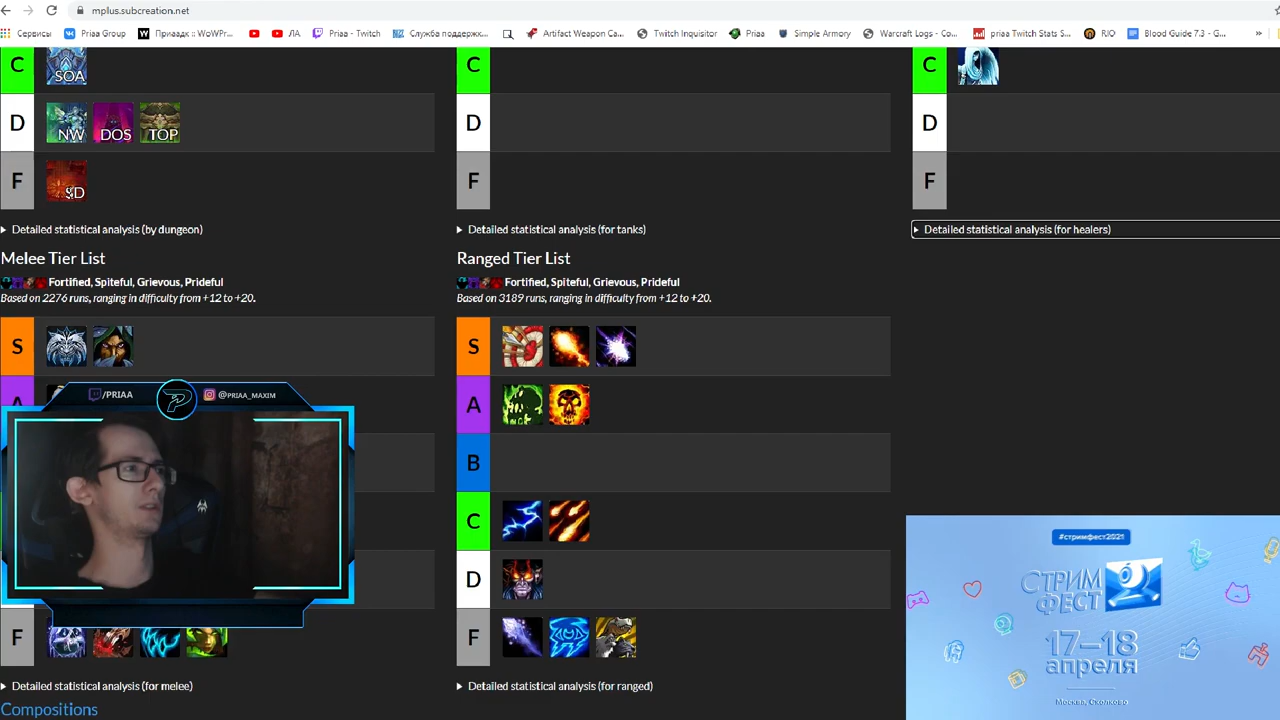 mplus.subcreation.net
Сервисы
Priaa Group
Приаадк :: WoWPr...
ЛА
Priaa - Twitch
Служба поддержк...
Artifact Weapon Ca...
Twitch Inquisitor
Priaa
Simple Armory
Warcraft Logs - Co...
priaa Twitch Stats S...
RIO
Blood Guide 7.3 - G...
»
C
SOA
C
C
D
NW
DOS
TOP
D
D
F
SD
F
F
Detailed statistical analysis (by dungeon)
Detailed statistical analysis (for tanks)
Detailed statistical analysis (for healers)
Melee Tier List
Fortified, Spiteful, Grievous, Prideful
Based on 2276 runs, ranging in difficulty from +12 to +20.
Ranged Tier List
Fortified, Spiteful, Grievous, Prideful
Based on 3189 runs, ranging in difficulty from +12 to +20.
S
S
A
/PRIAA
@PRIAA_MAXIM
A
B
C
D
F
F
Detailed statistical analysis (for melee)
Detailed statistical analysis (for ranged)
Compositions
#стримфест2021
СТРИМ
ФЕСТ
17–18
апреля
Москва, Сколково